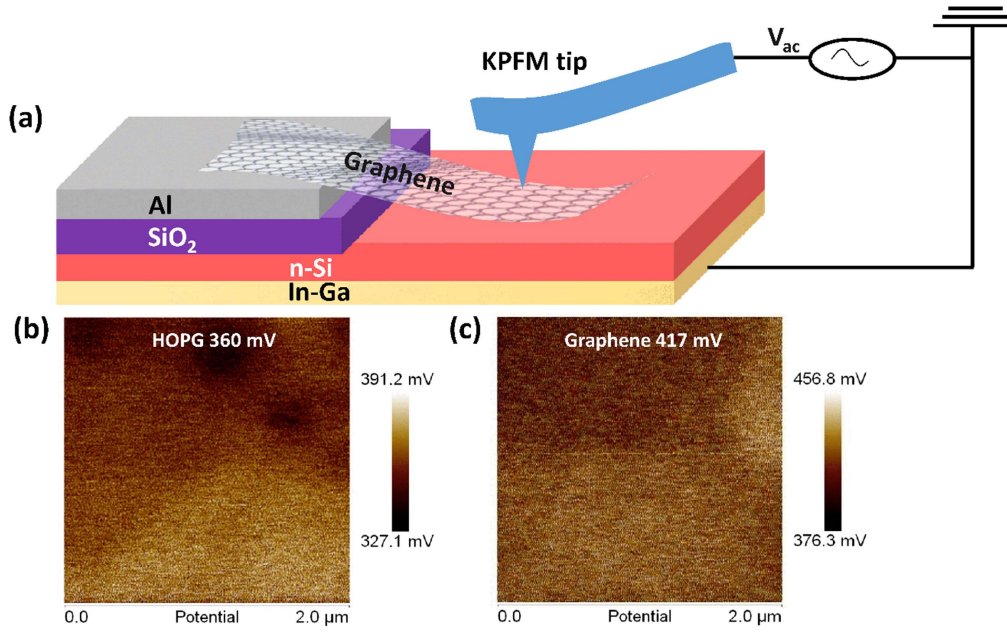 V_ac
KPFM tip
(a)
Graphene
Al
SiO₂
n-Si
In-Ga
(b)
HOPG 360 mV
391.2 mV
327.1 mV
0.0 Potential 2.0 µm
(c)
Graphene 417 mV
456.8 mV
376.3 mV
0.0 Potential 2.0 µm